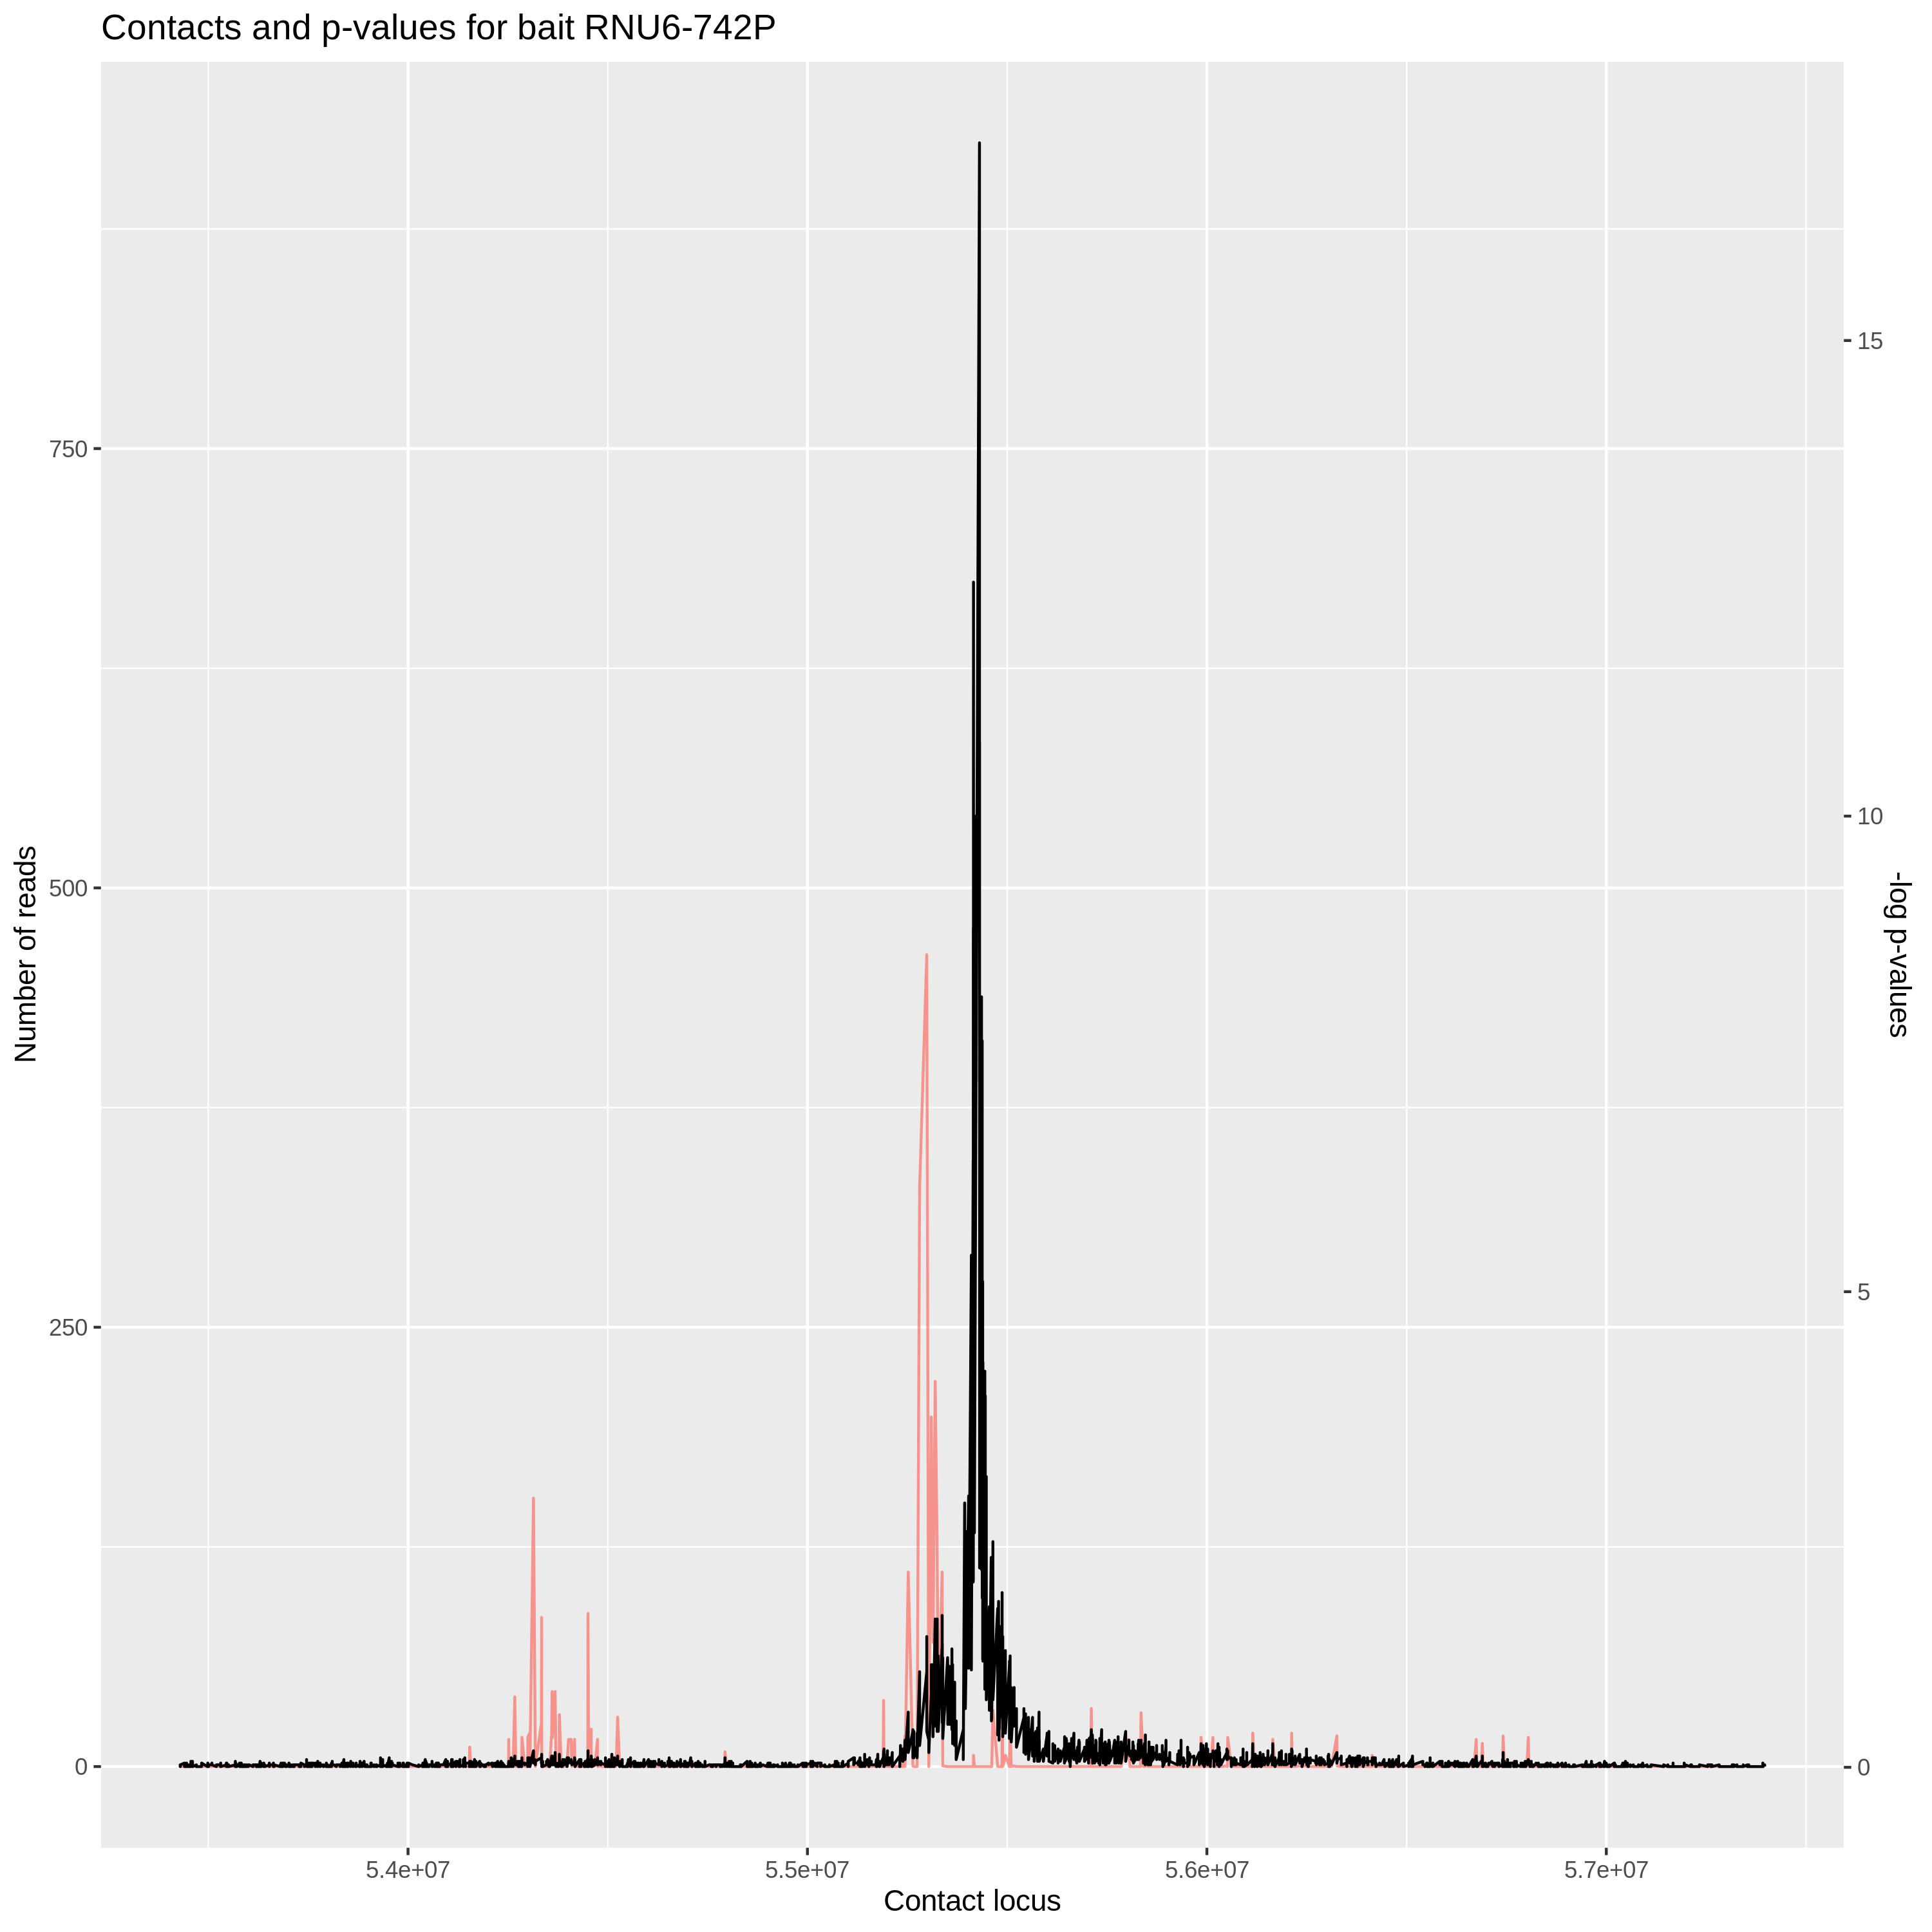 Contacts and p-values for bait RNU6-742P
750
500
250
0
Number of reads
15
10
5
0
-log p-values
5.4e+07 5.5e+07 5.6e+07 5.7e+07
Contact locus